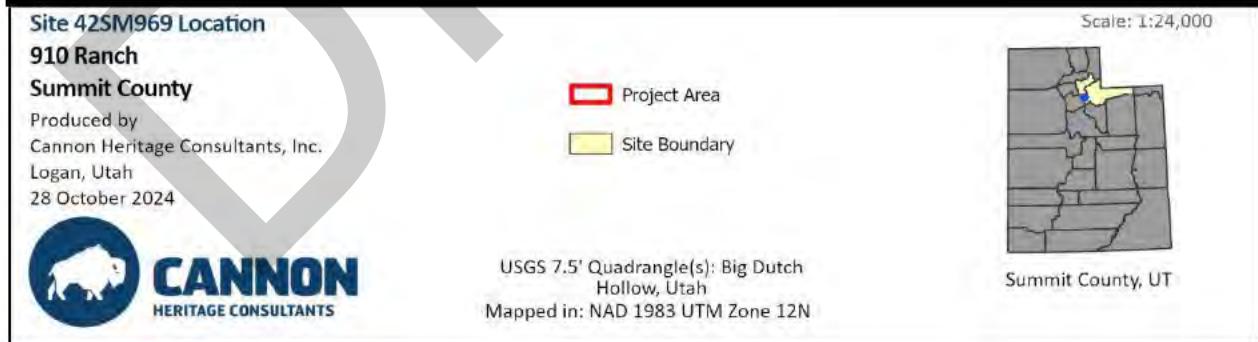 Site 42SM969 Location
910 Ranch
Summit County
Produced by
Cannon Heritage Consultants, Inc.
Logan, Utah
28 October 2024
CANNON
HERITAGE CONSULTANTS
Project Area
Site Boundary
USGS 7.5' Quadrangle(s): Big Dutch
Hollow, Utah
Mapped in: NAD 1983 UTM Zone 12N
Scale: 1:24,000
Summit County, UT